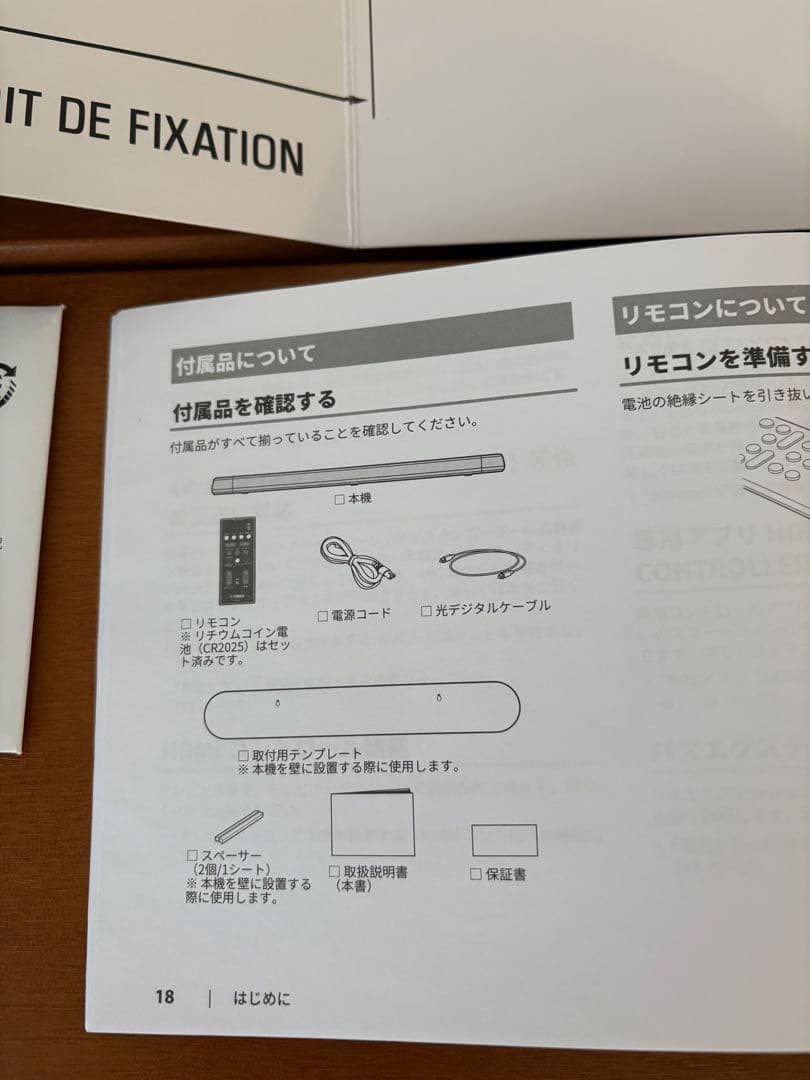 IT DE FIXATION
付属品について
付属品を確認する
付属品がすべて揃っていることを確認してください。
□ 本機
□ リモコン
※ リチウムコイン電
池（CR2025）はセッ
ト済みです。
□ 電源コード
□ 光デジタルケーブル
□ 取付用テンプレート
※ 本機を壁に設置する際に使用します。
□ スペーサー
（2個/1シート）
※ 本機を壁に設置する
際に使用します。
□ 取扱説明書
（本書）
□ 保証書
18 | はじめに
リモコンについて
リモコンを準備す
電池の絶縁シートを引き抜い